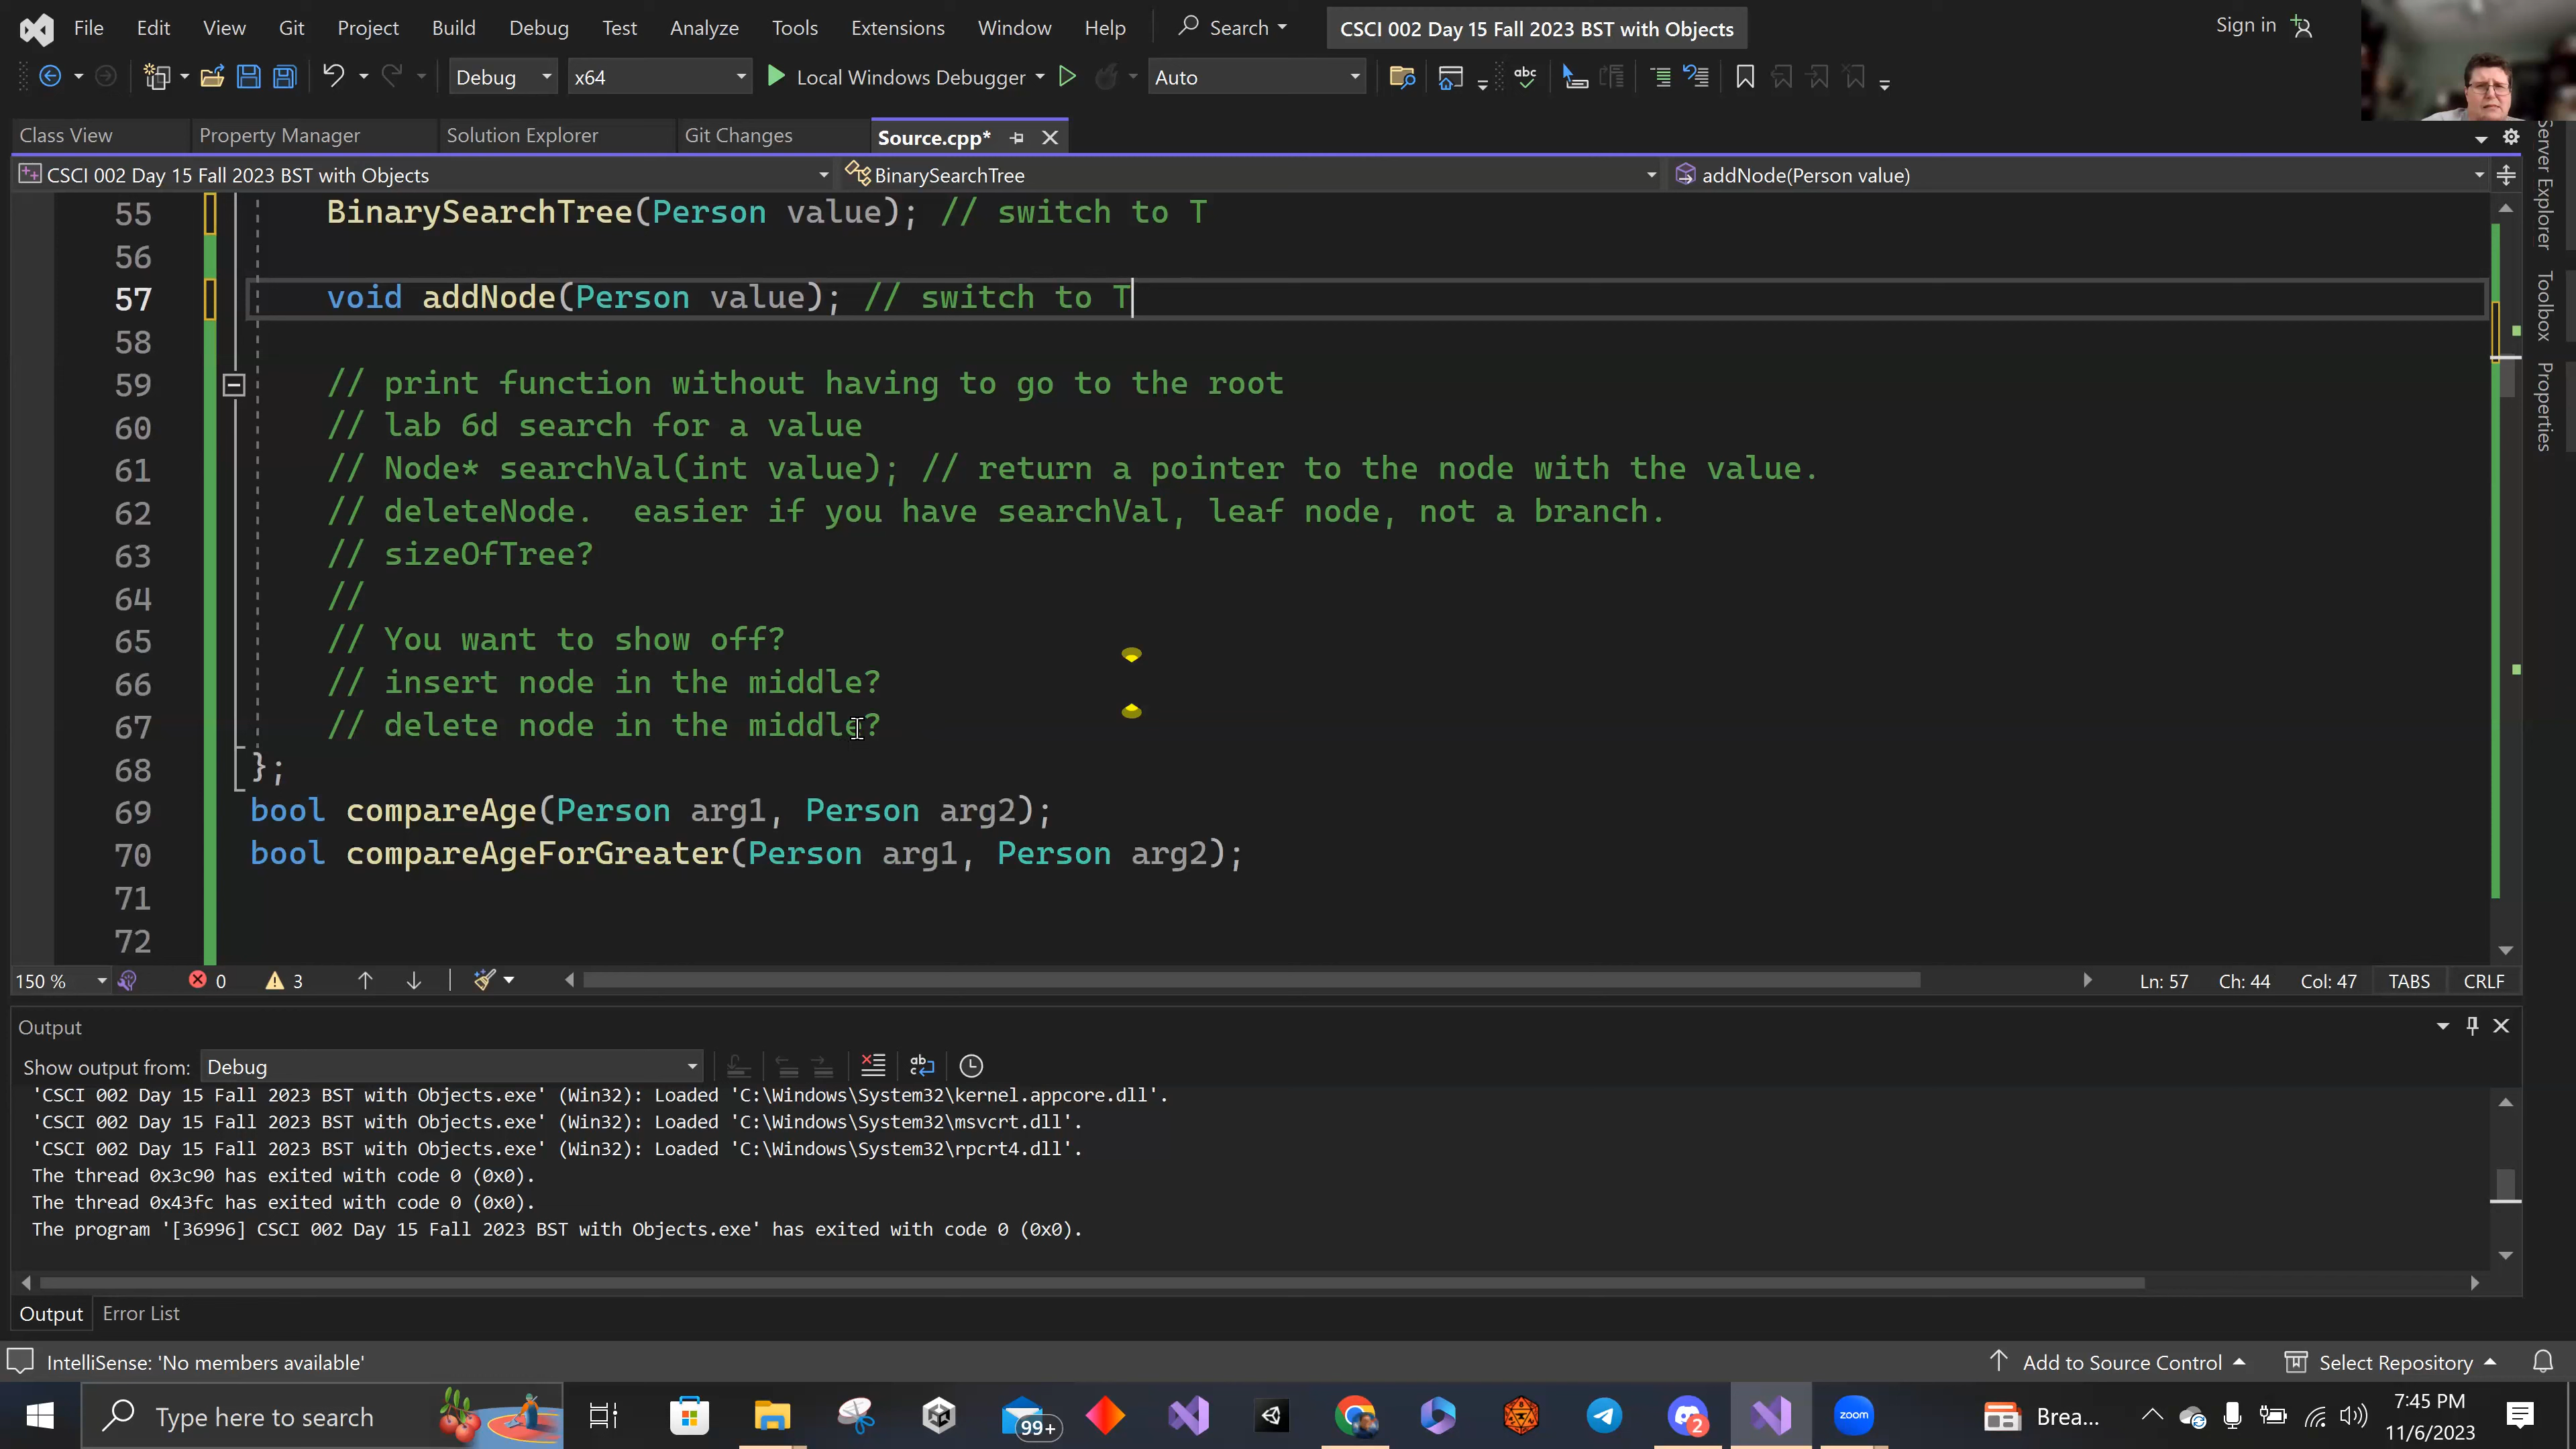 File Edit View Git Project Build Debug Test Analyze Tools Extensions Window Help Search CSCI 002 Day 15 Fall 2023 BST with Objects Sign in
Debug x64 Local Windows Debugger Auto
Class View Property Manager Solution Explorer Git Changes Source.cpp*
CSCI 002 Day 15 Fall 2023 BST with Objects BinarySearchTree addNode(Person value)
55 BinarySearchTree(Person value); // switch to T
56
57 void addNode(Person value); // switch to T
58
59 // print function without having to go to the root
60 // lab 6d search for a value
61 // Node* searchVal(int value); // return a pointer to the node with the value.
62 // deleteNode.  easier if you have searchVal, leaf node, not a branch.
63 // sizeOfTree?
64 //
65 // You want to show off?
66 // insert node in the middle?
67 // delete node in the middle?
68 };
69 bool compareAge(Person arg1, Person arg2);
70 bool compareAgeForGreater(Person arg1, Person arg2);
71
72
Server Explorer
Toolbox
Properties
150 % 0 3 Ln: 57 Ch: 44 Col: 47 TABS CRLF
Output
Show output from: Debug
'CSCI 002 Day 15 Fall 2023 BST with Objects.exe' (Win32): Loaded 'C:\Windows\System32\kernel.appcore.dll'.
'CSCI 002 Day 15 Fall 2023 BST with Objects.exe' (Win32): Loaded 'C:\Windows\System32\msvcrt.dll'.
'CSCI 002 Day 15 Fall 2023 BST with Objects.exe' (Win32): Loaded 'C:\Windows\System32\rpcrt4.dll'.
The thread 0x3c90 has exited with code 0 (0x0).
The thread 0x43fc has exited with code 0 (0x0).
The program '[36996] CSCI 002 Day 15 Fall 2023 BST with Objects.exe' has exited with code 0 (0x0).
Output Error List
IntelliSense: 'No members available' Add to Source Control Select Repository
Type here to search 99+ 2 zoom Brea... 7:45 PM
11/6/2023